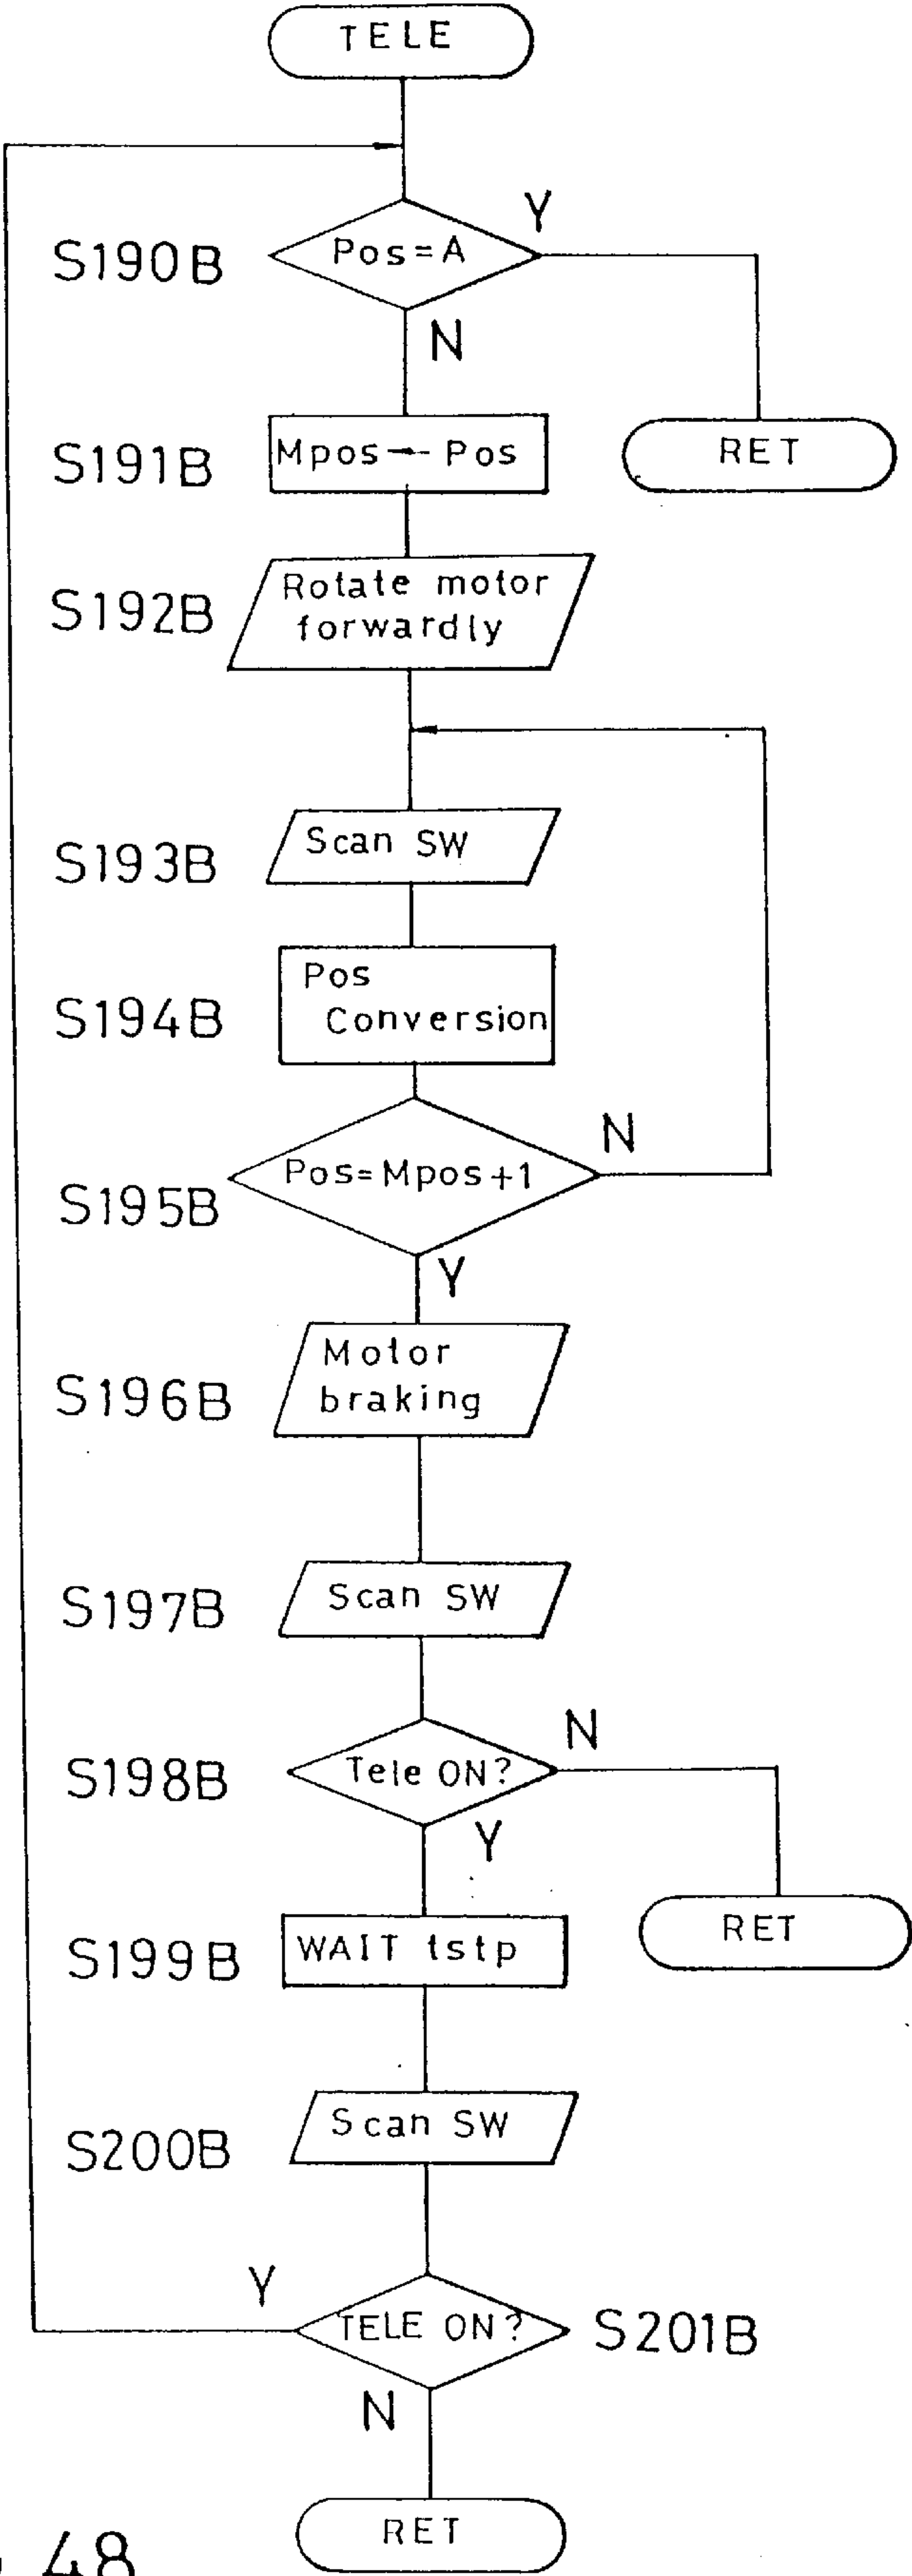 TELE
Y
S190B
Pos=A
N
S191B
Mpos ← Pos
RET
S192B
Rotate motor
forwardly
S193B
Scan SW
S194B
Pos
Conversion
N
S195B
Pos=Mpos+1
Y
S196B
Motor
braking
S197B
Scan SW
N
S198B
Tele ON?
Y
S199B
WAIT tstp
RET
S200B
Scan SW
Y
TELE ON?
S201B
N
RET
48